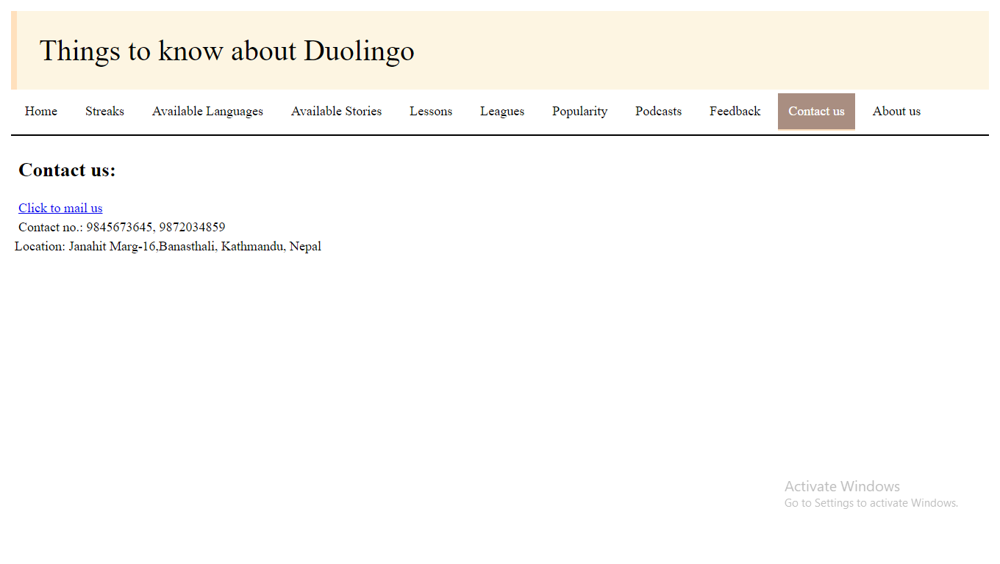 Things to know about Duolingo
Home Streaks Available Languages Available Stories Lessons Leagues Popularity Podcasts Feedback Contact us About us
Contact us:
Click to mail us
Contact no.: 9845673645, 9872034859
Location: Janahit Marg-16,Banasthali, Kathmandu, Nepal
Activate Windows
Go to Settings to activate Windows.